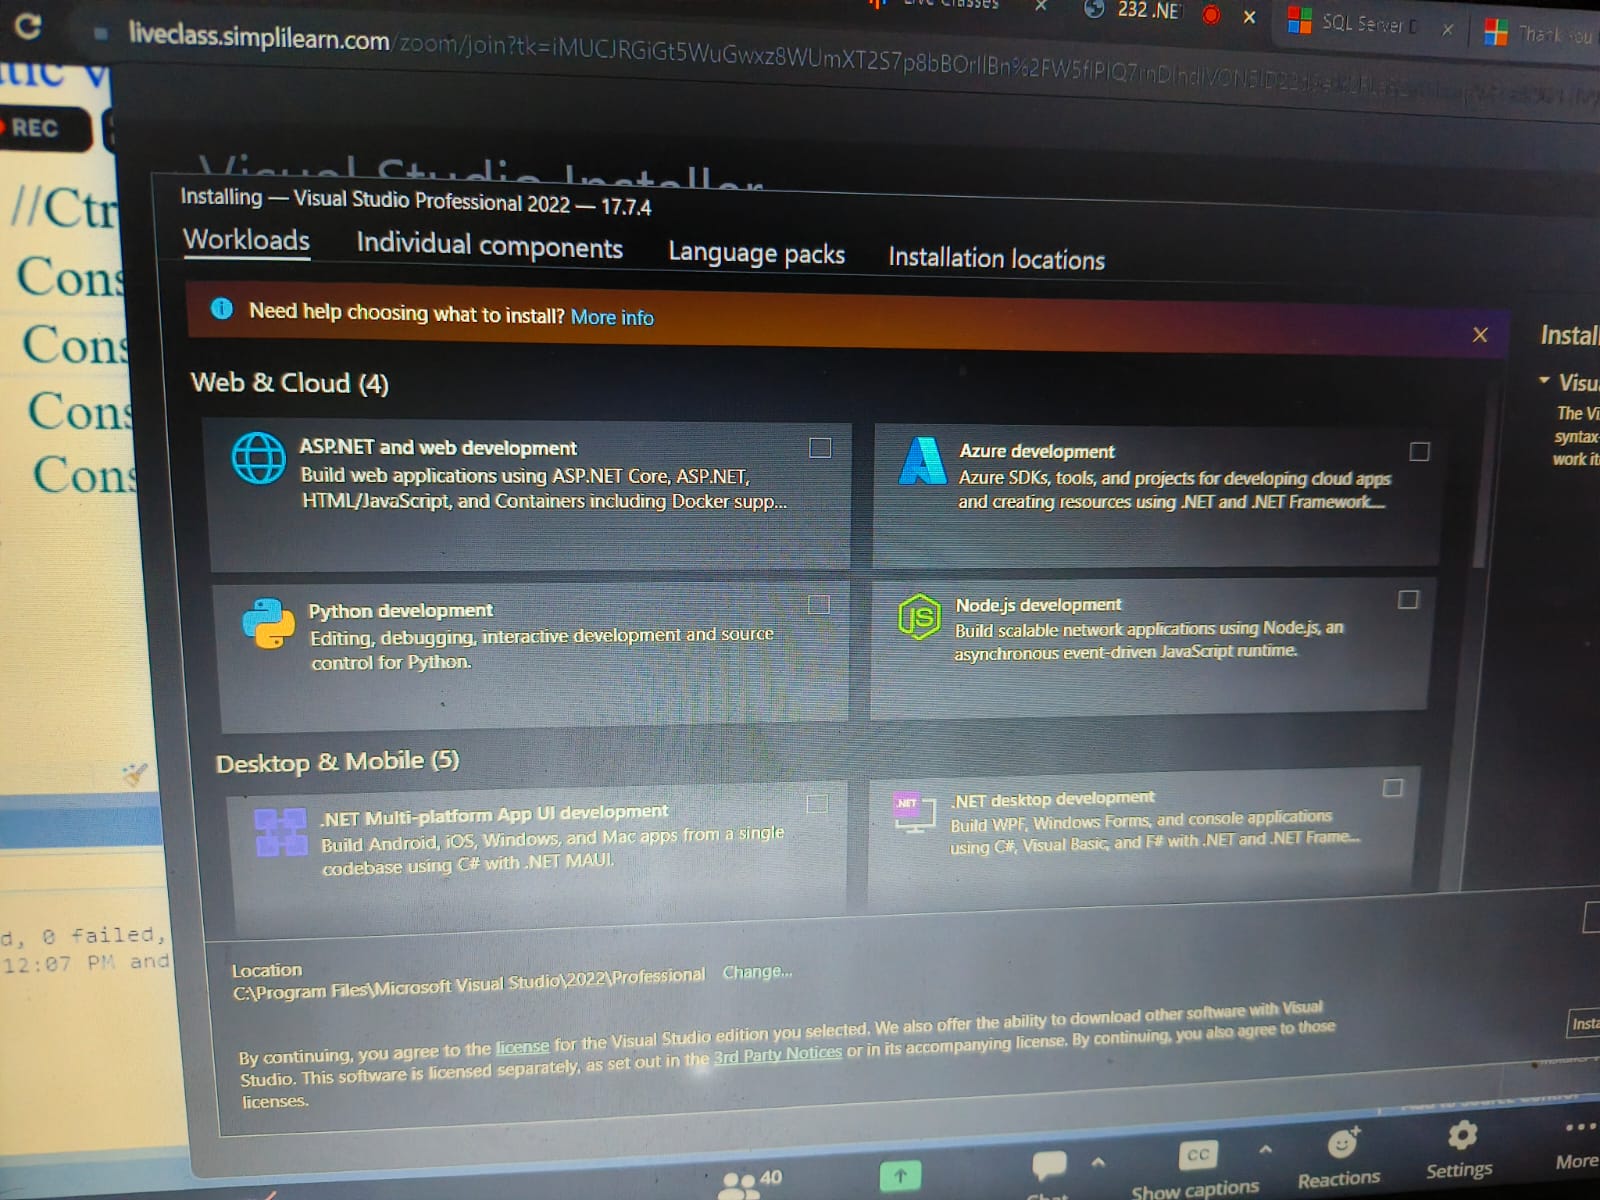 Live Classes
232 .NE
SQL Server D
Thank You
liveclass.simplilearn.com/zoom/join?
REC
Visual Studio Installer
//Ctr
Cons
Cons
Cons
Cons
d, 0 failed,
12:07 PM and
Installing — Visual Studio Professional 2022 — 17.7.4
Workloads Individual components Language packs Installation locations
Need help choosing what to install? More info
Web & Cloud (4)
ASP.NET and web development
Build web applications using ASP.NET Core, ASP.NET,
HTML/JavaScript, and Containers including Docker supp...
Azure development
Azure SDKs, tools, and projects for developing cloud apps
and creating resources using .NET and .NET Framework....
Python development
Editing, debugging, interactive development and source
control for Python.
JS
Node.js development
Build scalable network applications using Node.js, an
asynchronous event-driven JavaScript runtime.
Desktop & Mobile (5)
.NET Multi-platform App UI development
Build Android, iOS, Windows, and Mac apps from a single
codebase using C# with .NET MAUI.
.NET
.NET desktop development
Build WPF, Windows Forms, and console applications
using C#, Visual Basic, and F# with .NET and .NET Frame...
Install
Visu
The Vi
syntax-
work it
Location
C:\Program Files\Microsoft Visual Studio\2022\Professional Change...
By continuing, you agree to the license for the Visual Studio edition you selected. We also offer the ability to download other software with Visual
Studio. This software is licensed separately, as set out in the 3rd Party Notices or in its accompanying license. By continuing, you also agree to those
licenses.
Insta
40
Chat
CC
Show captions
Reactions
Settings
More